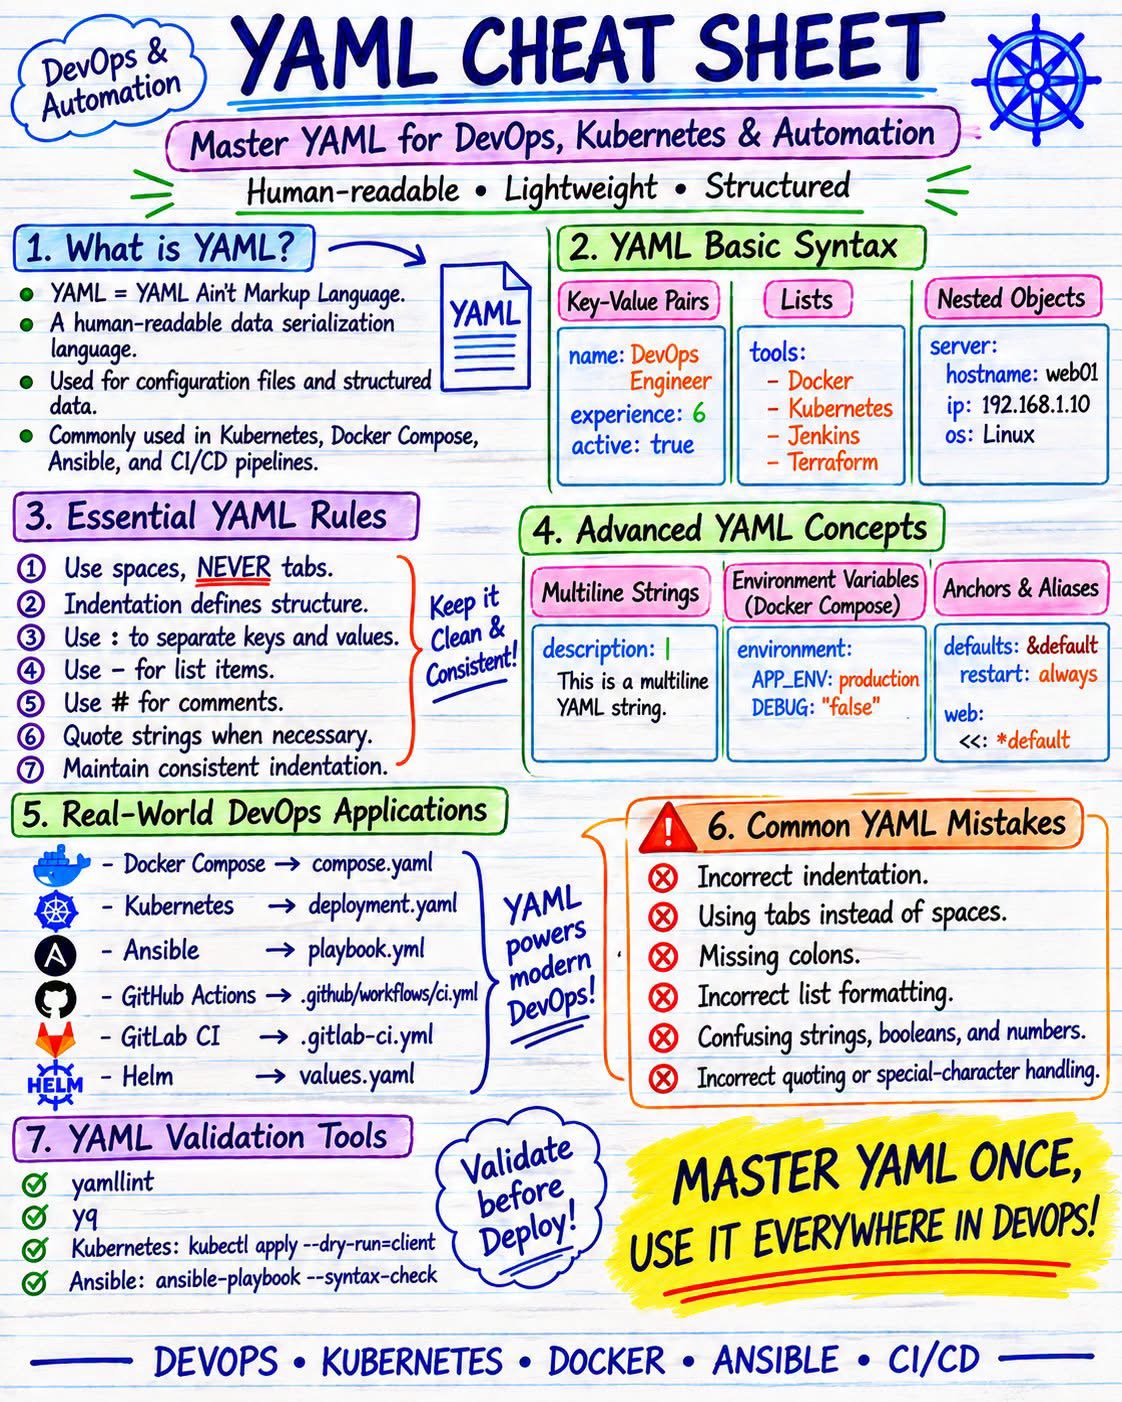 DevOps &
Automation
YAML CHEAT SHEET
Master YAML for DevOps, Kubernetes & Automation
Human-readable • Lightweight • Structured
1. What is YAML?
YAML
• YAML = YAML Ain't Markup Language.
• A human-readable data serialization
language.
• Used for configuration files and structured
data.
• Commonly used in Kubernetes, Docker Compose,
Ansible, and CI/CD pipelines.
2. YAML Basic Syntax
Key-Value Pairs
name: DevOps
Engineer
experience: 6
active: true
Lists
tools:
- Docker
- Kubernetes
- Jenkins
- Terraform
Nested Objects
server:
hostname: web01
ip: 192.168.1.10
os: Linux
3. Essential YAML Rules
1 Use spaces, NEVER tabs.
2 Indentation defines structure.
3 Use : to separate keys and values.
4 Use – for list items.
5 Use # for comments.
6 Quote strings when necessary.
7 Maintain consistent indentation.
Keep it
Clean &
Consistent!
4. Advanced YAML Concepts
Multiline Strings
description: |
This is a multiline
YAML string.
Environment Variables
(Docker Compose)
environment:
APP_ENV: production
DEBUG: "false"
Anchors & Aliases
defaults: &default
restart: always
web:
<<: *default
5. Real-World DevOps Applications
- Docker Compose → compose.yaml
- Kubernetes → deployment.yaml
- Ansible → playbook.yml
- GitHub Actions → .github/workflows/ci.yml
- GitLab CI → .gitlab-ci.yml
HELM - Helm → values.yaml
YAML
powers
modern
DevOps!
6. Common YAML Mistakes
Incorrect indentation.
Using tabs instead of spaces.
Missing colons.
Incorrect list formatting.
Confusing strings, booleans, and numbers.
Incorrect quoting or special-character handling.
7. YAML Validation Tools
yamllint
yq
Kubernetes: kubectl apply --dry-run=client
Ansible: ansible-playbook --syntax-check
Validate
before
Deploy!
MASTER YAML ONCE,
USE IT EVERYWHERE IN DEVOPS!
DEVOPS • KUBERNETES • DOCKER • ANSIBLE • CI/CD